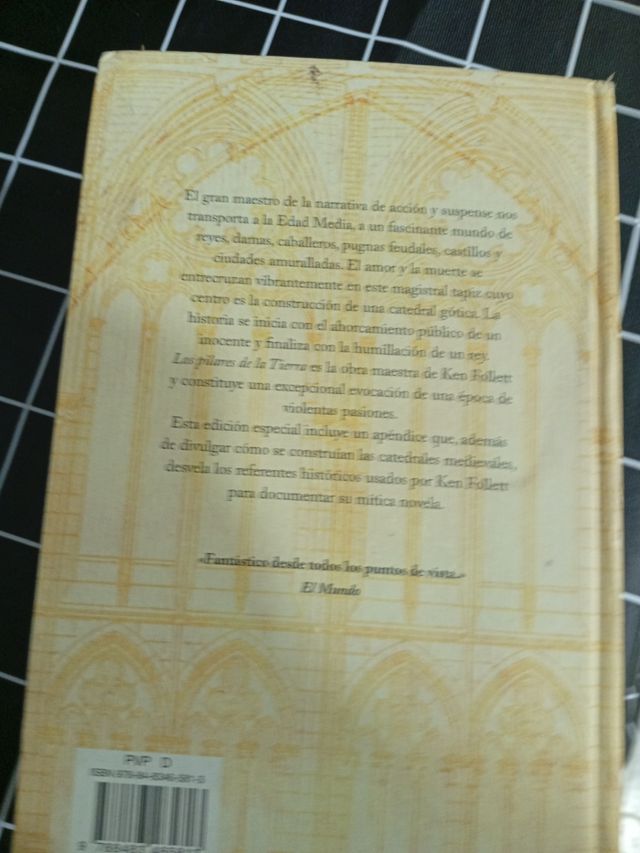 El gran maestro de la narrativa de acción y suspense nos
transporta a la Edad Media, a un fascinante mundo de
reyes, damas, caballeros, pugnas feudales, castillos y
ciudades amuralladas. El amor y la muerte se
entrecruzan vibrantemente en este magistral tapiz cuyo
centro es la construcción de una catedral gótica. La
historia se inicia con el ahorcamiento público de un
inocente y finaliza con la humillación de un rey.
Los pilares de la Tierra es la obra maestra de Ken Follett
y constituye una excepcional evocación de una época de
violentas pasiones.
Esta edición especial incluye un apéndice que, además
de divulgar cómo se construían las catedrales medievales,
desvela los referentes históricos usados por Ken Follett
para documentar su mítica novela.
«Fantástico desde todos los puntos de vista.»
El Mundo
PVP D
ISBN